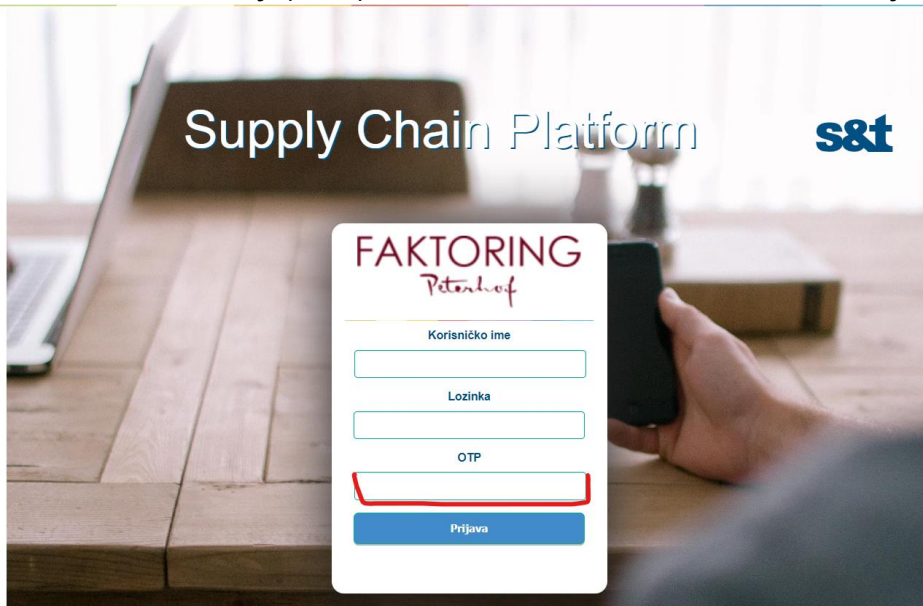 Supply Chain Platform
s&t
FAKTORING
Peterhof
Korisničko ime
Lozinka
OTP
Prijava